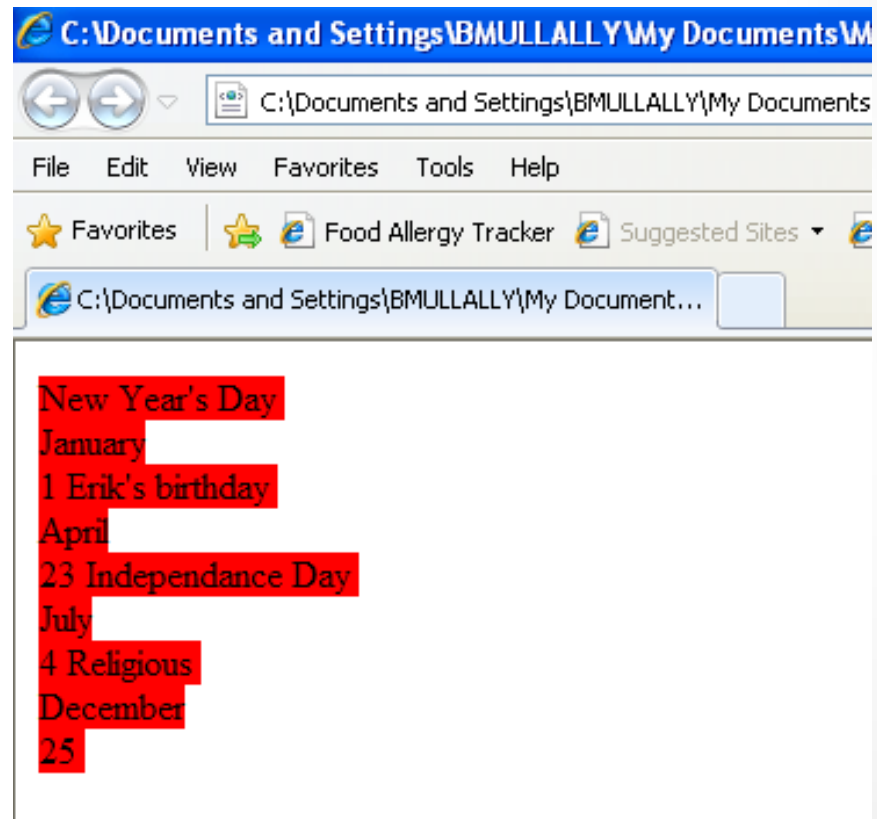 C:\Documents and Settings\BMULLALLY\My Documents\M
C:\Documents and Settings\BMULLALLY\My Documents
File Edit View Favorites Tools Help
Favorites Food Allergy Tracker Suggested Sites
C:\Documents and Settings\BMULLALLY\My Document...
New Year's Day
January
1 Erik's birthday
April
23 Independance Day
July
4 Religious
December
25